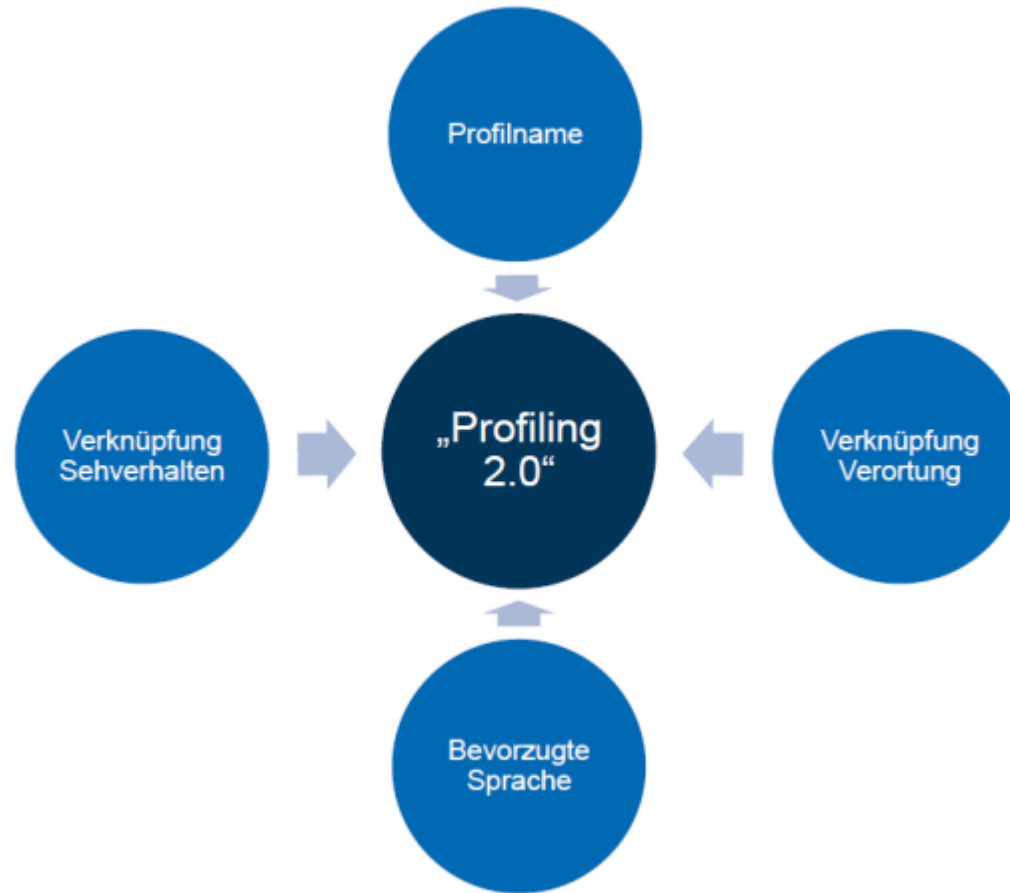 Profilname
Verknüpfung
Sehverhalten
„Profiling
2.0“
Verknüpfung
Verortung
Bevorzugte
Sprache